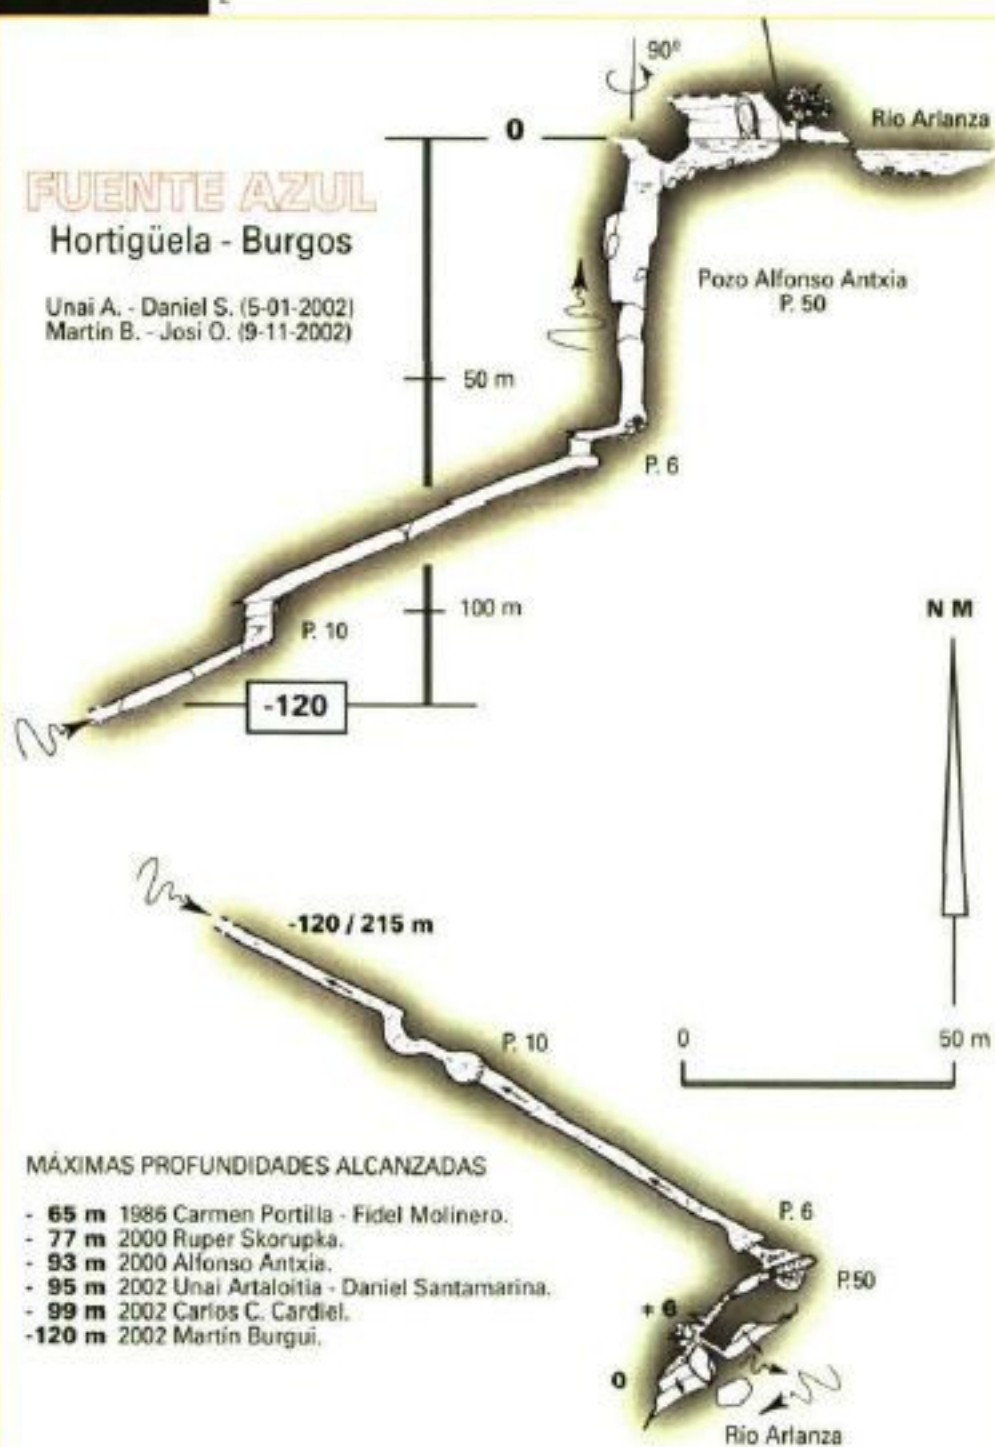 90º
0
Rio Arlanza
FUENTE AZUL
Hortigüela - Burgos
Unai A. - Daniel S. (5-01-2002)
Martin B. - Josi O. (9-11-2002)
Pozo Alfonso Antxia
P. 50
50 m
P. 6
100 m
P. 10
-120
N M
-120 / 215 m
P. 10
0 50 m
MÁXIMAS PROFUNDIDADES ALCANZADAS
- 65 m 1986 Carmen Portilla - Fidel Molinero.
- 77 m 2000 Ruper Skorupka.
- 93 m 2000 Alfonso Antxia.
- 95 m 2002 Unai Artaloitia - Daniel Santamarina.
- 99 m 2002 Carlos C. Cardiel.
-120 m 2002 Martín Burgui.
P. 6
P.50
+ 6
0
Rio Arlanza